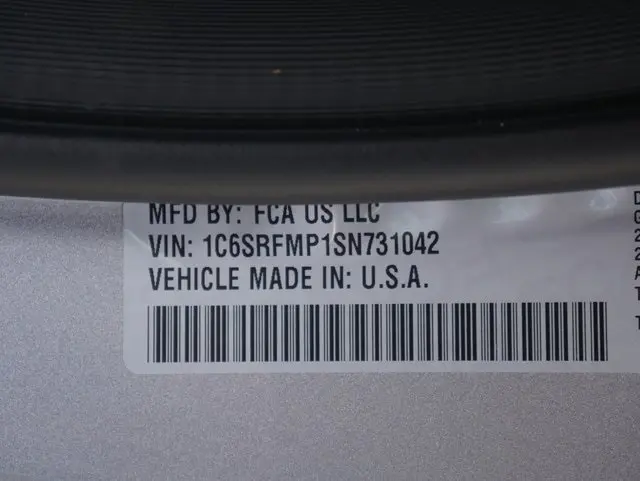 MFD BY: FCA US LLC
VIN: 1C6SRFMP1SN731042
VEHICLE MADE IN: U.S.A.